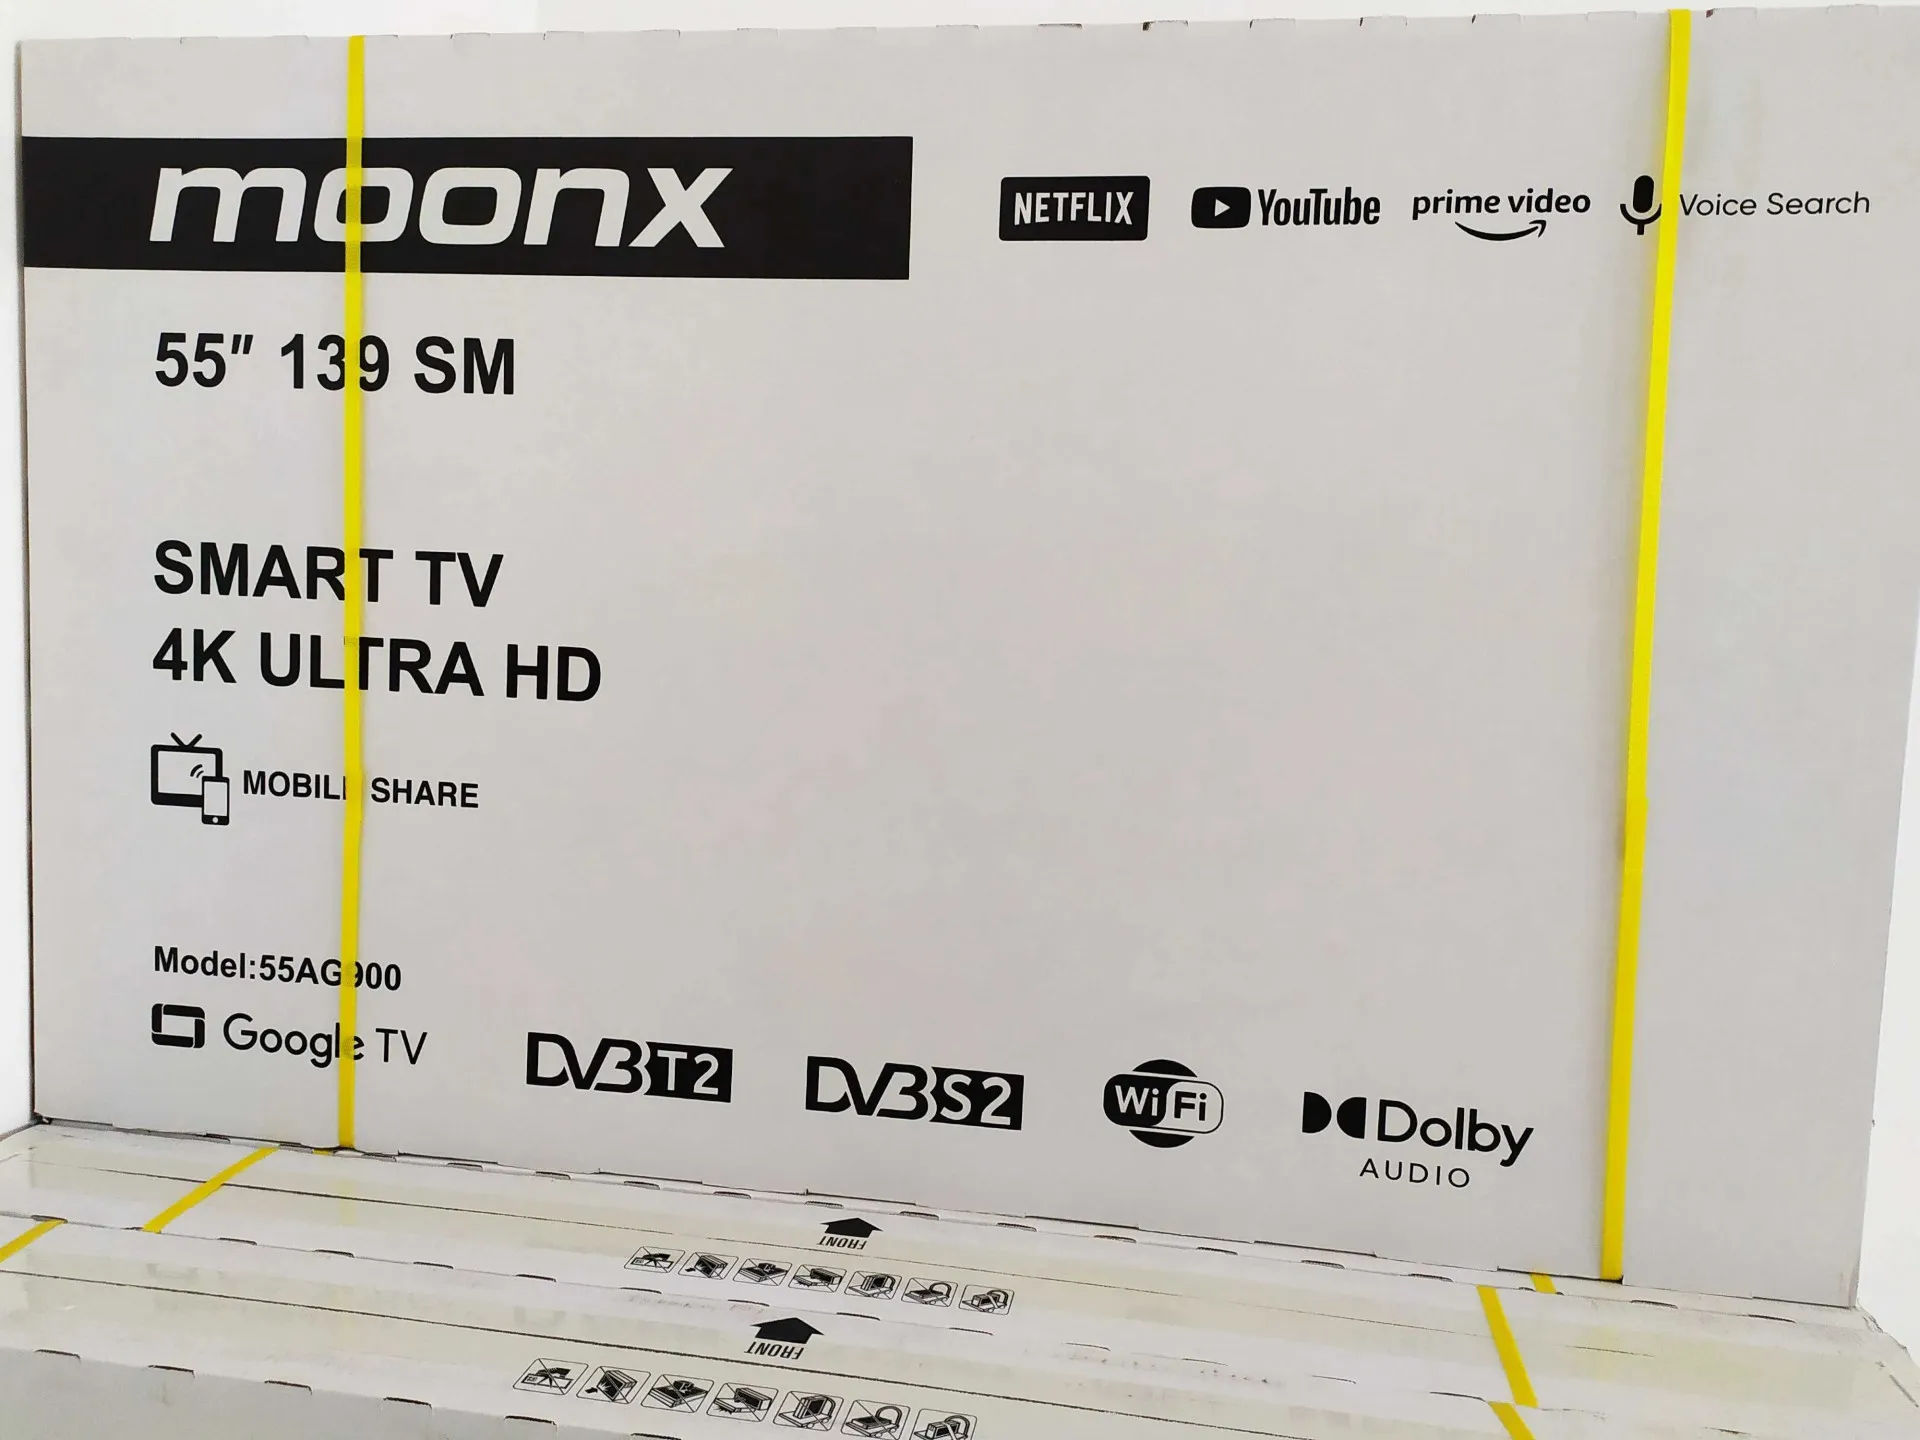 moonx
NETFLIX
YouTube
prime video
Voice Search
55" 139 SM
SMART TV
4K ULTRA HD
MOBILE SHARE
Model:55AG900
Google TV
DVB T2
DVB S2
WiFi
Dolby
AUDIO
FRONT
FRONT